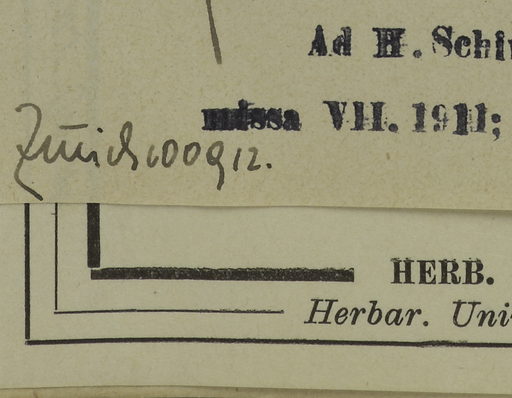 Ad H. Schi
missa VII. 1911;
Zürich 100912.
HERB.
Herbar. Uni